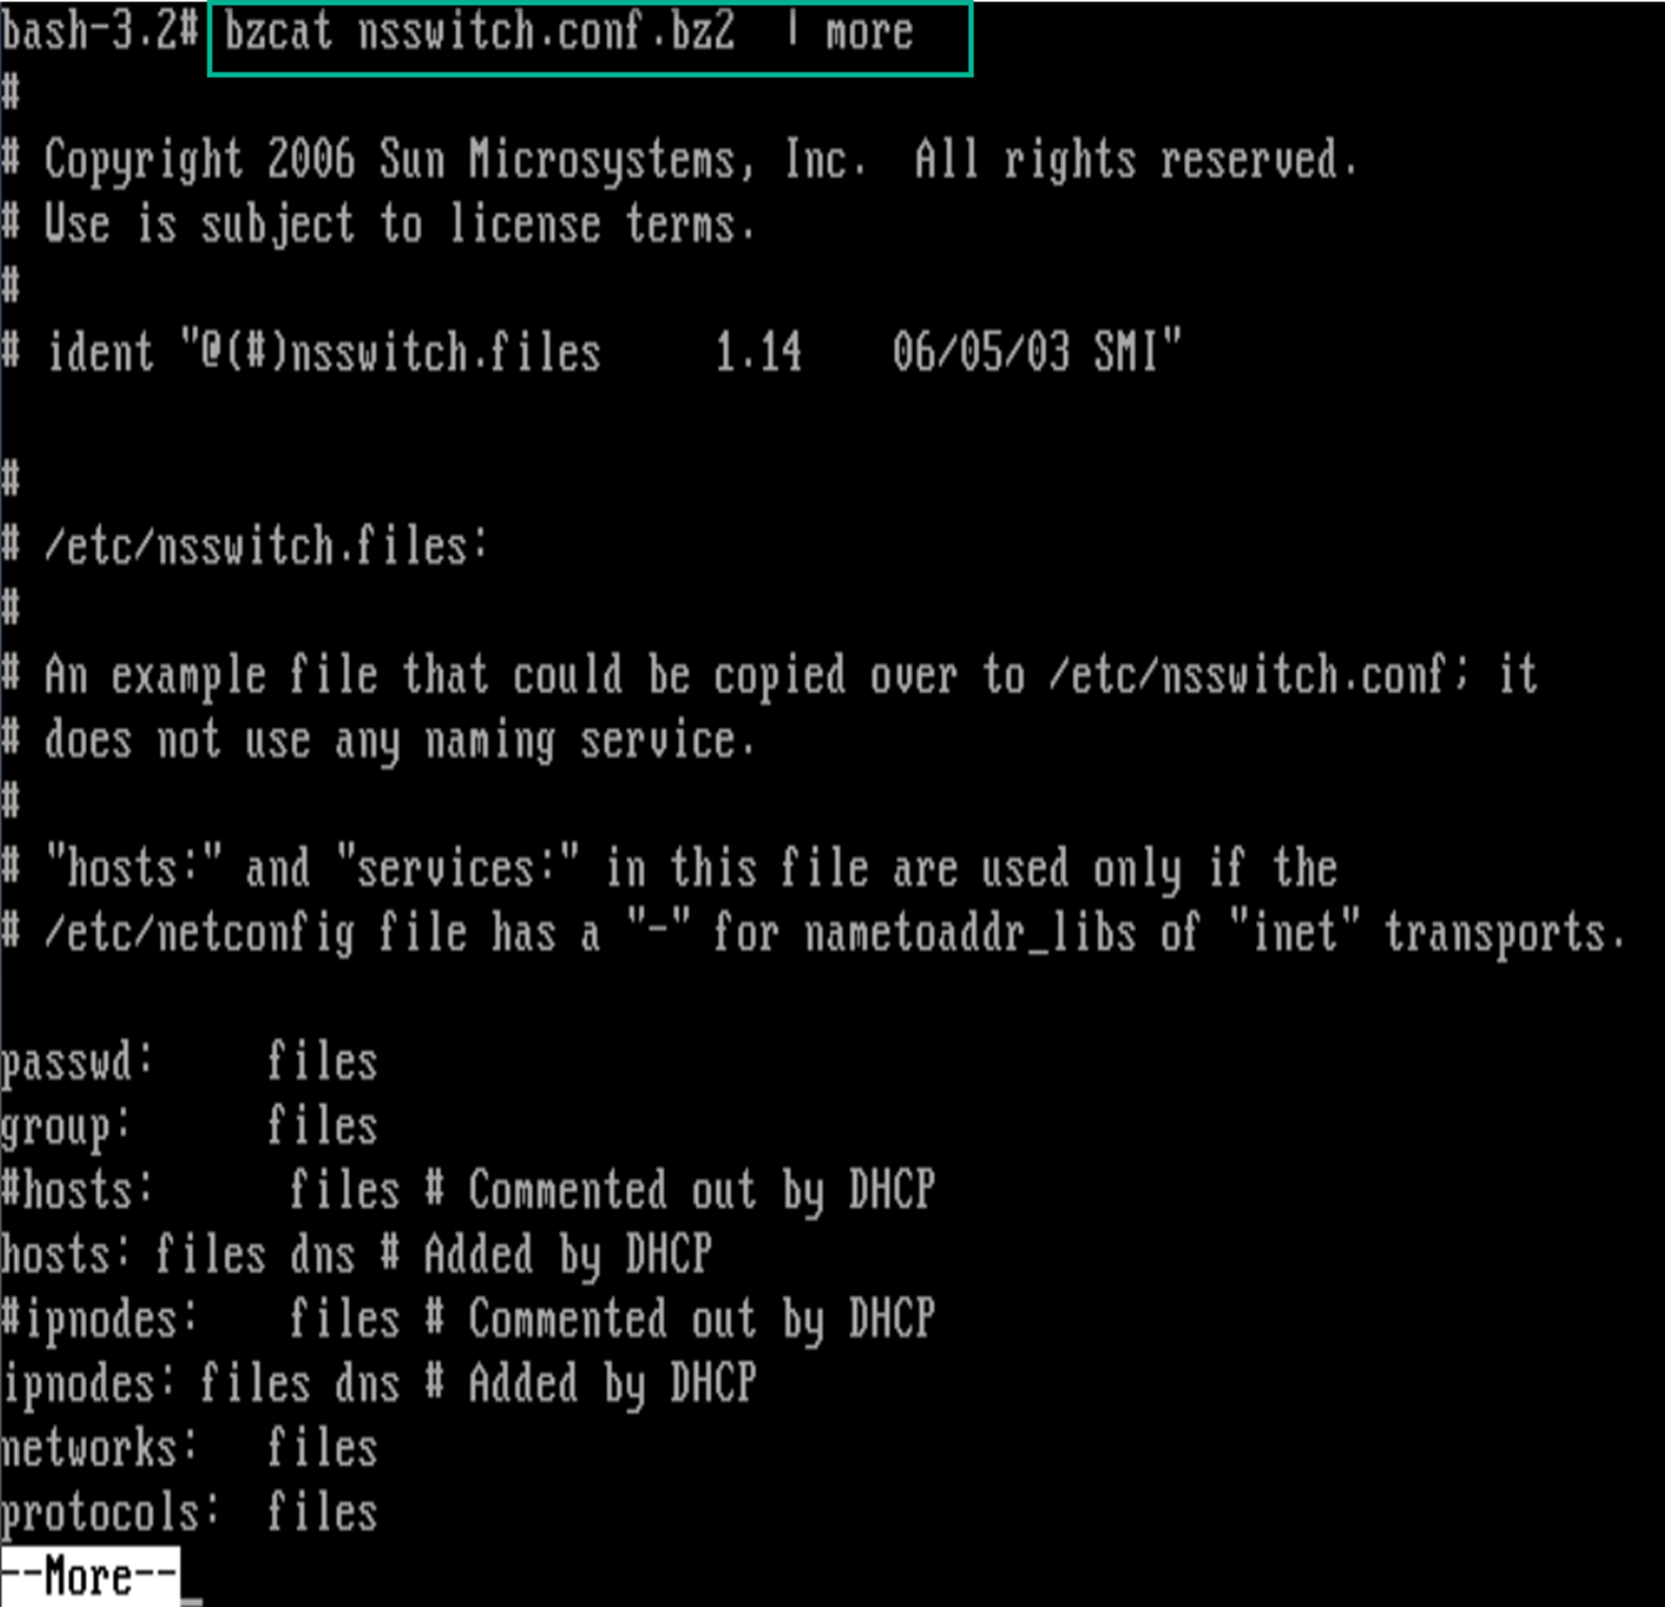 bash-3.2# bzcat nsswitch.conf.bz2  | more
#
# Copyright 2006 Sun Microsystems, Inc.  All rights reserved.
# Use is subject to license terms.
#
# ident "@(#)nsswitch.files     1.14    06/05/03 SMI"

#
# /etc/nsswitch.files:
#
# An example file that could be copied over to /etc/nsswitch.conf; it
# does not use any naming service.
#
# "hosts:" and "services:" in this file are used only if the
# /etc/netconfig file has a "-" for nametoaddr_libs of "inet" transports.

passwd:     files
group:      files
#hosts:      files # Commented out by DHCP
hosts: files dns # Added by DHCP
#ipnodes:    files # Commented out by DHCP
ipnodes: files dns # Added by DHCP
networks:   files
protocols:  files
--More--